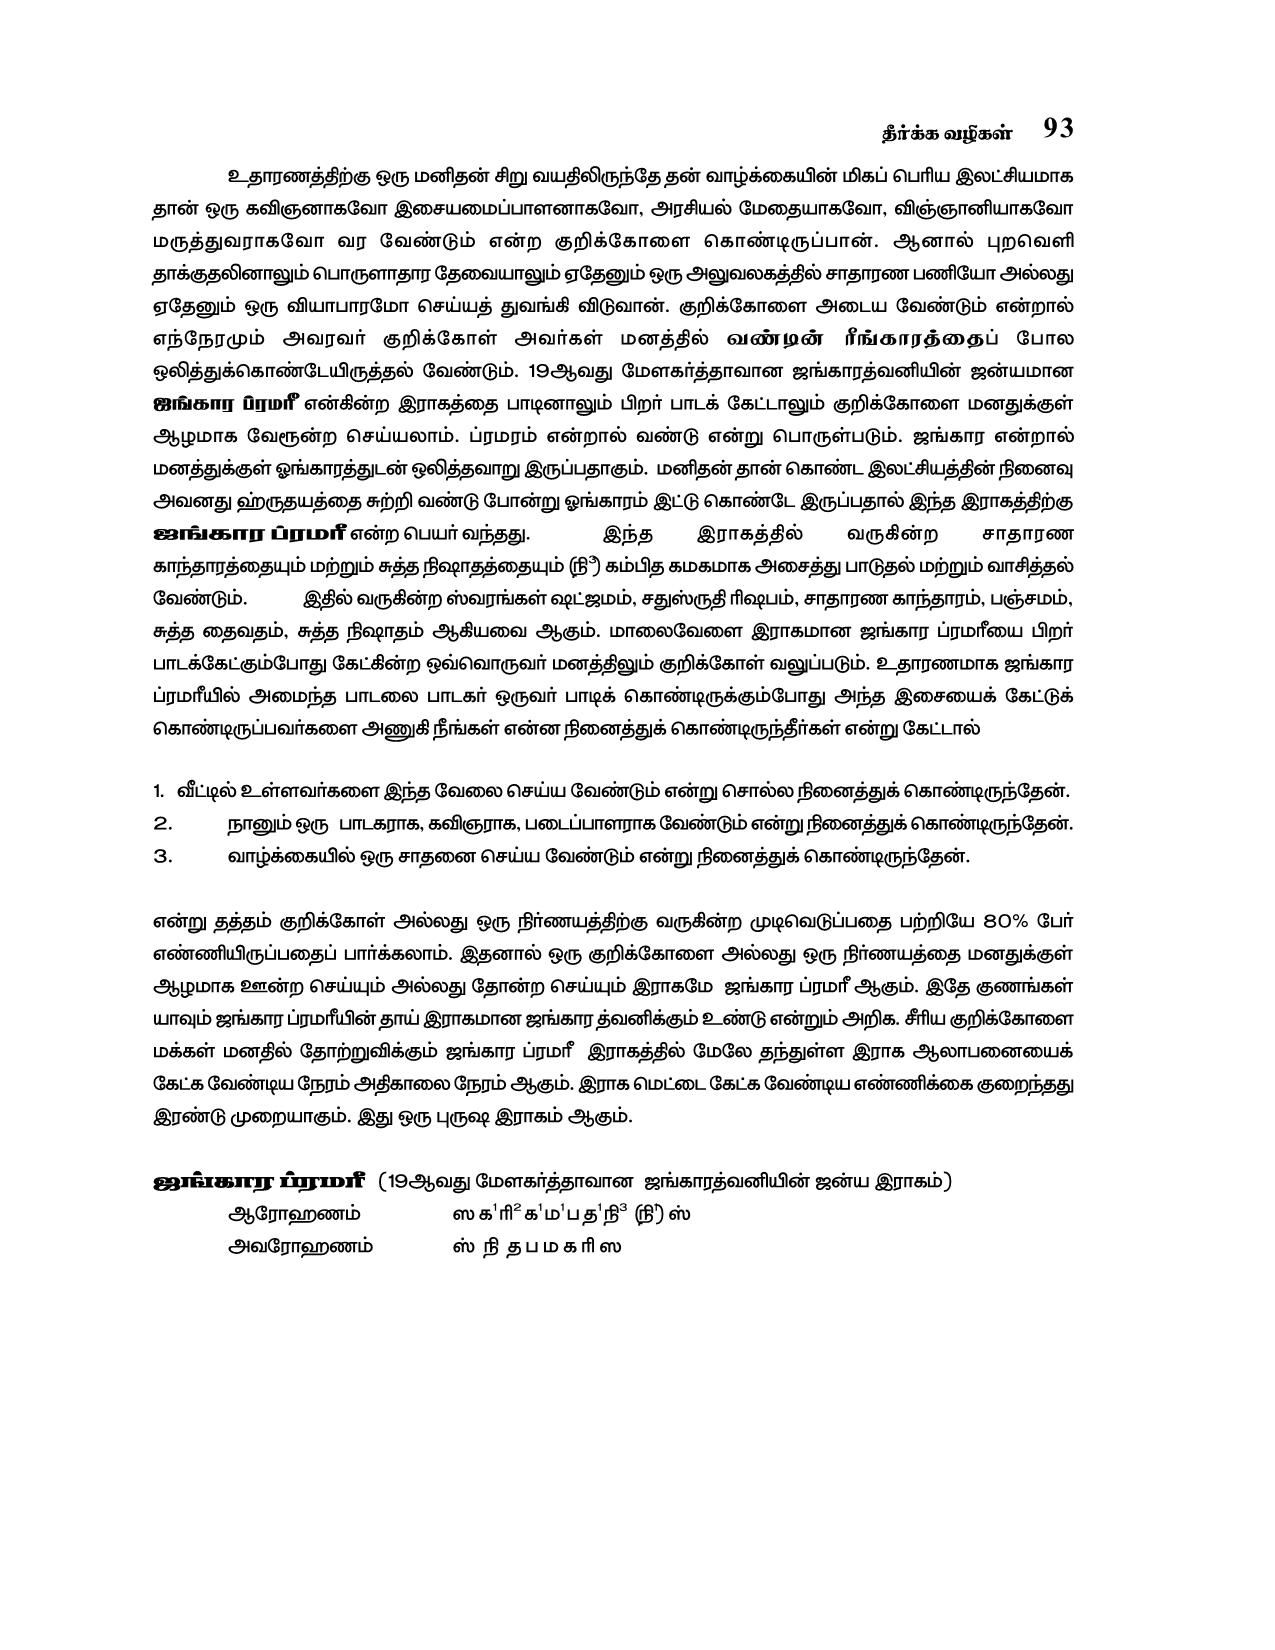 தீர்க்க வழிகள் 93
உதாரணத்திற்கு ஒரு மனிதன் சிறு வயதிலிருந்தே தன் வாழ்க்கையின் மிகப் பெரிய இலட்சியமாக
தான் ஒரு கவிஞனாகவோ இசையமைப்பாளனாகவோ, அரசியல் மேதையாகவோ, விஞ்ஞானியாகவோ
மருத்துவராகவோ வர வேண்டும் என்ற குறிக்கோளை கொண்டிருப்பான். ஆனால் புறவெளி
தாக்குதலினாலும் பொருளாதார தேவையாலும் ஏதேனும் ஒரு அலுவலகத்தில் சாதாரண பணியோ அல்லது
ஏதேனும் ஒரு வியாபாரமோ செய்யத் துவங்கி விடுவான். குறிக்கோளை அடைய வேண்டும் என்றால்
எந்நேரமும் அவரவர் குறிக்கோள் அவர்கள் மனத்தில் வண்டின் ரீங்காரத்தைப் போல
ஒலித்துக்கொண்டேயிருத்தல் வேண்டும். 19ஆவது மேளகர்த்தாவான ஜங்காரத்வனியின் ஜன்யமான
ஜங்கார ப்ரமரீ என்கின்ற இராகத்தை பாடினாலும் பிறர் பாடக் கேட்டாலும் குறிக்கோளை மனதுக்குள்
ஆழமாக வேரூன்ற செய்யலாம். ப்ரமரம் என்றால் வண்டு என்று பொருள்படும். ஜங்கார என்றால்
மனத்துக்குள் ஓங்காரத்துடன் ஒலித்தவாறு இருப்பதாகும். மனிதன் தான் கொண்ட இலட்சியத்தின் நினைவு
அவனது ஹ்ருதயத்தை சுற்றி வண்டு போன்று ஓங்காரம் இட்டு கொண்டே இருப்பதால் இந்த இராகத்திற்கு
ஜங்கார ப்ரமரீ என்ற பெயர் வந்தது. இந்த இராகத்தில் வருகின்ற சாதாரண
காந்தாரத்தையும் மற்றும் சுத்த நிஷாதத்தையும் (நி³) கம்பித கமகமாக அசைத்து பாடுதல் மற்றும் வாசித்தல்
வேண்டும். இதில் வருகின்ற ஸ்வரங்கள் ஷட்ஜமம், சதுஸ்ருதி ரிஷபம், சாதாரண காந்தாரம், பஞ்சமம்,
சுத்த தைவதம், சுத்த நிஷாதம் ஆகியவை ஆகும். மாலைவேளை இராகமான ஜங்கார ப்ரமரீயை பிறர்
பாடக்கேட்கும்போது கேட்கின்ற ஒவ்வொருவர் மனத்திலும் குறிக்கோள் வலுப்படும். உதாரணமாக ஜங்கார
ப்ரமரீயில் அமைந்த பாடலை பாடகர் ஒருவர் பாடிக் கொண்டிருக்கும்போது அந்த இசையைக் கேட்டுக்
கொண்டிருப்பவர்களை அணுகி நீங்கள் என்ன நினைத்துக் கொண்டிருந்தீர்கள் என்று கேட்டால்
1. வீட்டில் உள்ளவர்களை இந்த வேலை செய்ய வேண்டும் என்று சொல்ல நினைத்துக் கொண்டிருந்தேன்.
2. நானும் ஒரு பாடகராக, கவிஞராக, படைப்பாளராக வேண்டும் என்று நினைத்துக் கொண்டிருந்தேன்.
3. வாழ்க்கையில் ஒரு சாதனை செய்ய வேண்டும் என்று நினைத்துக் கொண்டிருந்தேன்.
என்று தத்தம் குறிக்கோள் அல்லது ஒரு நிர்ணயத்திற்கு வருகின்ற முடிவெடுப்பதை பற்றியே 80% பேர்
எண்ணியிருப்பதைப் பார்க்கலாம். இதனால் ஒரு குறிக்கோளை அல்லது ஒரு நிர்ணயத்தை மனதுக்குள்
ஆழமாக ஊன்ற செய்யும் அல்லது தோன்ற செய்யும் இராகமே ஜங்கார ப்ரமரீ ஆகும். இதே குணங்கள்
யாவும் ஜங்கார ப்ரமரீயின் தாய் இராகமான ஜங்கார த்வனிக்கும் உண்டு என்றும் அறிக. சீரிய குறிக்கோளை
மக்கள் மனதில் தோற்றுவிக்கும் ஜங்கார ப்ரமரீ இராகத்தில் மேலே தந்துள்ள இராக ஆலாபனையைக்
கேட்க வேண்டிய நேரம் அதிகாலை நேரம் ஆகும். இராக மெட்டை கேட்க வேண்டிய எண்ணிக்கை குறைந்தது
இரண்டு முறையாகும். இது ஒரு புருஷ இராகம் ஆகும்.
ஜங்கார ப்ரமரீ (19ஆவது மேளகர்த்தாவான ஜங்காரத்வனியின் ஜன்ய இராகம்)
ஆரோஹணம் ஸ க¹ரி²க¹ம¹ப த¹நி³ (நி¹) ஸ்
அவரோஹணம் ஸ் நி த ப ம க ரி ஸ